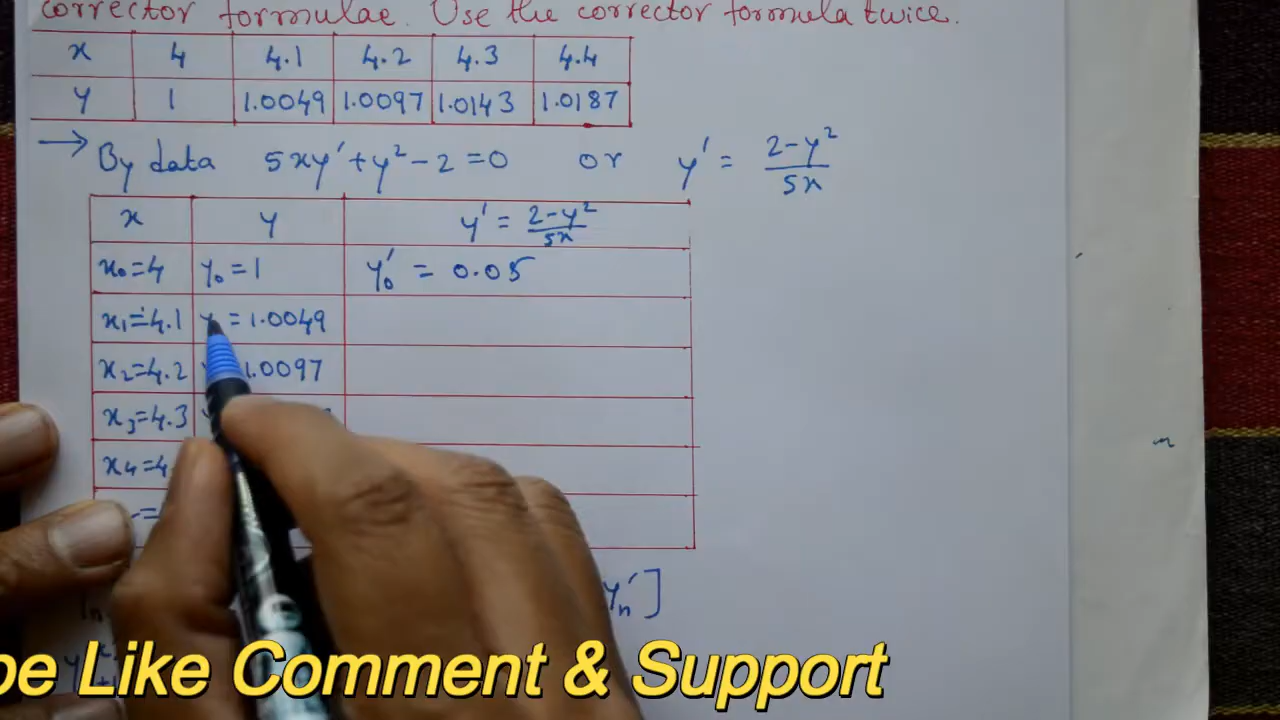 corrector formulae. Use the corrector formula twice.
x 4 4.1 4.2 4.3 4.4
y 1 1.0049 1.0097 1.0143 1.0187
→ By data 5xy' + y² - 2 = 0 or y' = (2-y²)/5x
x y y' = (2-y²)/5x
x₀=4 y₀=1 y₀' = 0.05
x₁=4.1 = 1.0049
x₂=4.2 1.0097
x₃=4.3
x₄=4.
yₙ']
Like Comment & Support